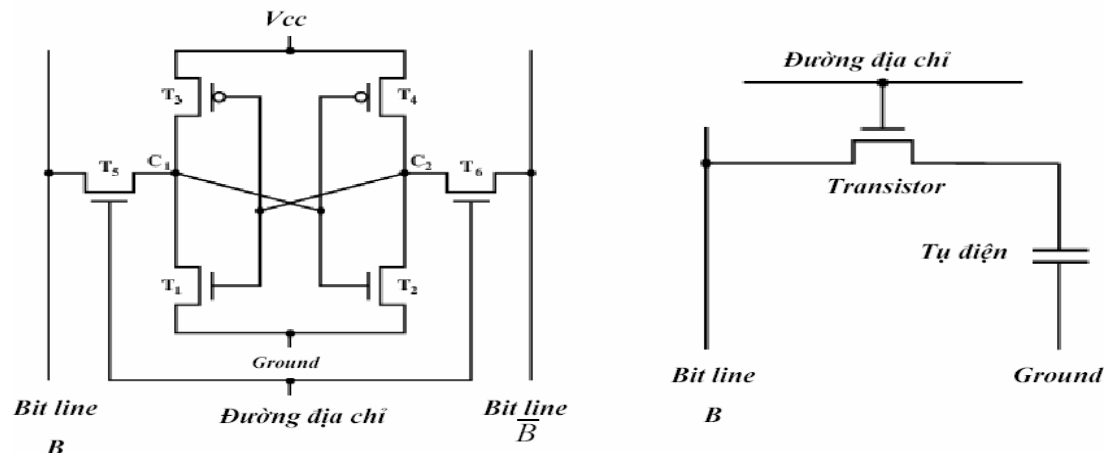 Vcc
T3
T4
T5
C1
C2
T6
T1
T2
Ground
Đường địa chỉ
Bit line
B
Bit line
B̅
Đường địa chỉ
Transistor
Tụ điện
Bit line
B
Ground